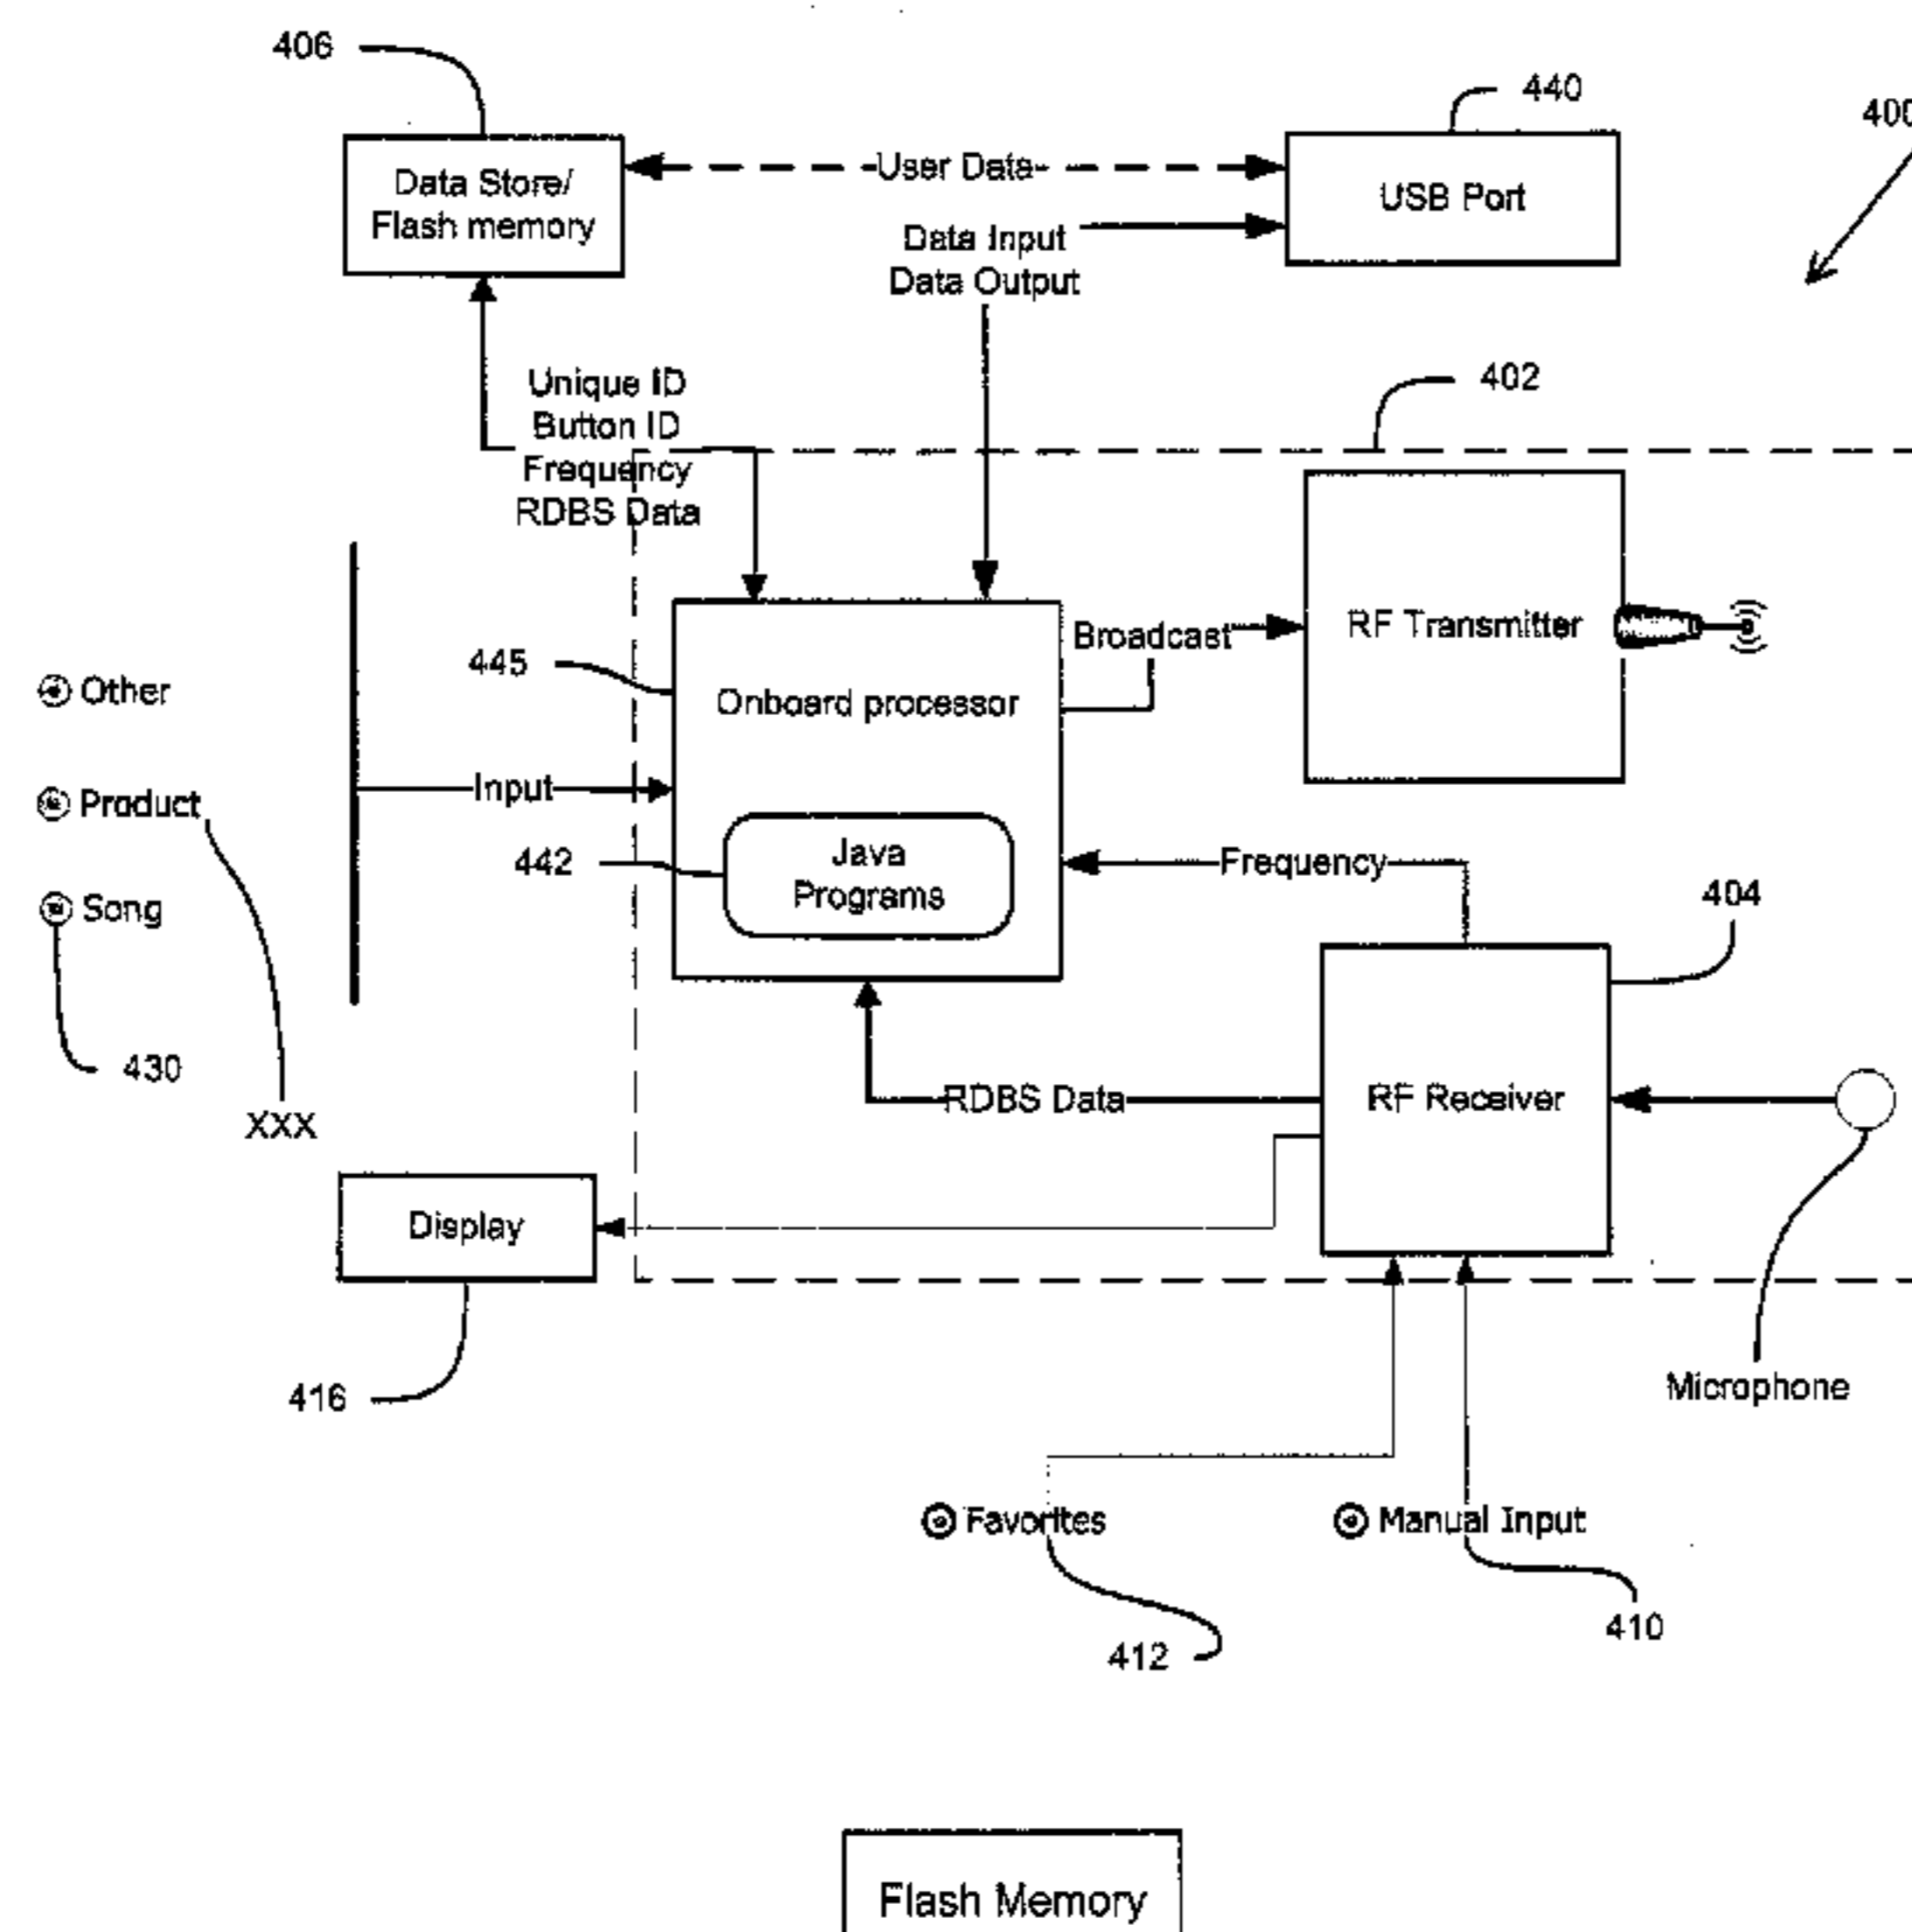 406
440
400
Data Store/
Flash memory
User Data
USB Port
Data Input
Data Output
Unique ID
Button ID
Frequency
RDBS Data
402
445
Onboard processor
Broadcast
RF Transmitter
Other
Product
Song
Input
442
Java
Programs
Frequency
404
430
XXX
RDBS Data
RF Receiver
Display
416
Microphone
Favorites
Manual Input
412
410
Flash Memory